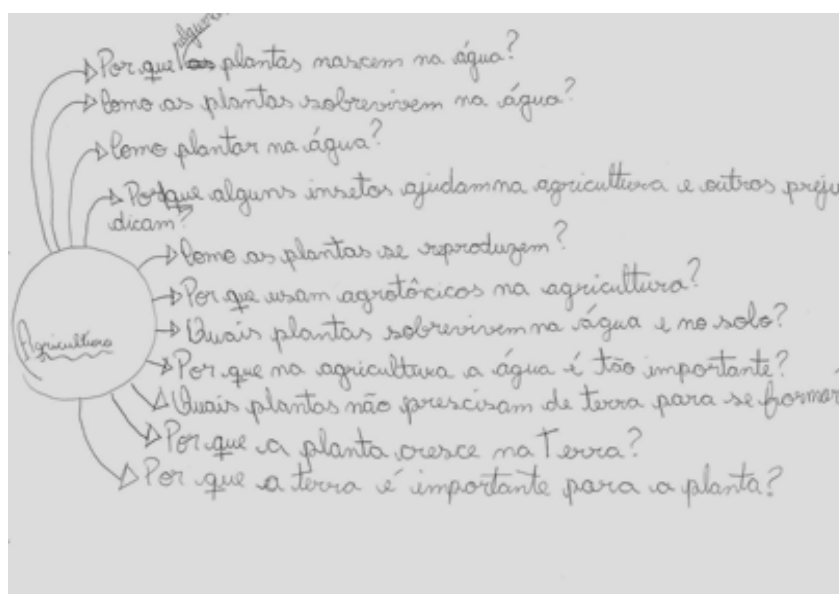 algumas
Por que as plantas nascem na água?
Como as plantas sobrevivem na água?
Como plantar na água?
Porque alguns insetos ajudam na agricultura e outros preju
dicam?
Como as plantas se reproduzem?
Por que usam agrotóxicos na agricultura?
Quais plantas sobrevivem na água e no solo?
Agricultura
Por que na agricultura a água é tão importante?
Quais plantas não prescisam de terra para se formar
Por que a planta cresce na Terra?
Por que a terra é importante para a planta?